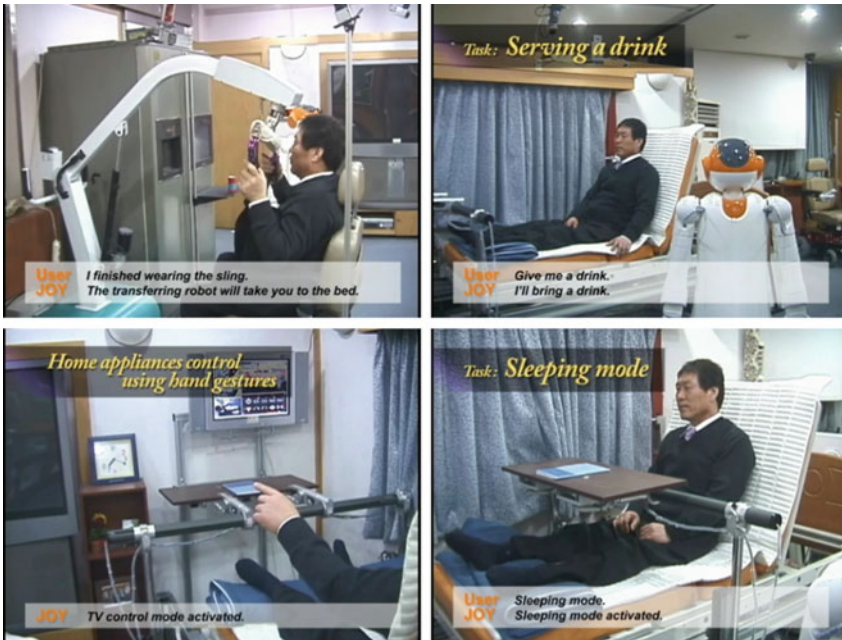 User I finished wearing the sling.
JOY The transferring robot will take you to the bed.
Task: Serving a drink
User Give me a drink.
JOY I'll bring a drink.
Home appliances control
using hand gestures
JOY TV control mode activated.
Task: Sleeping mode
User Sleeping mode.
JOY Sleeping mode activated.